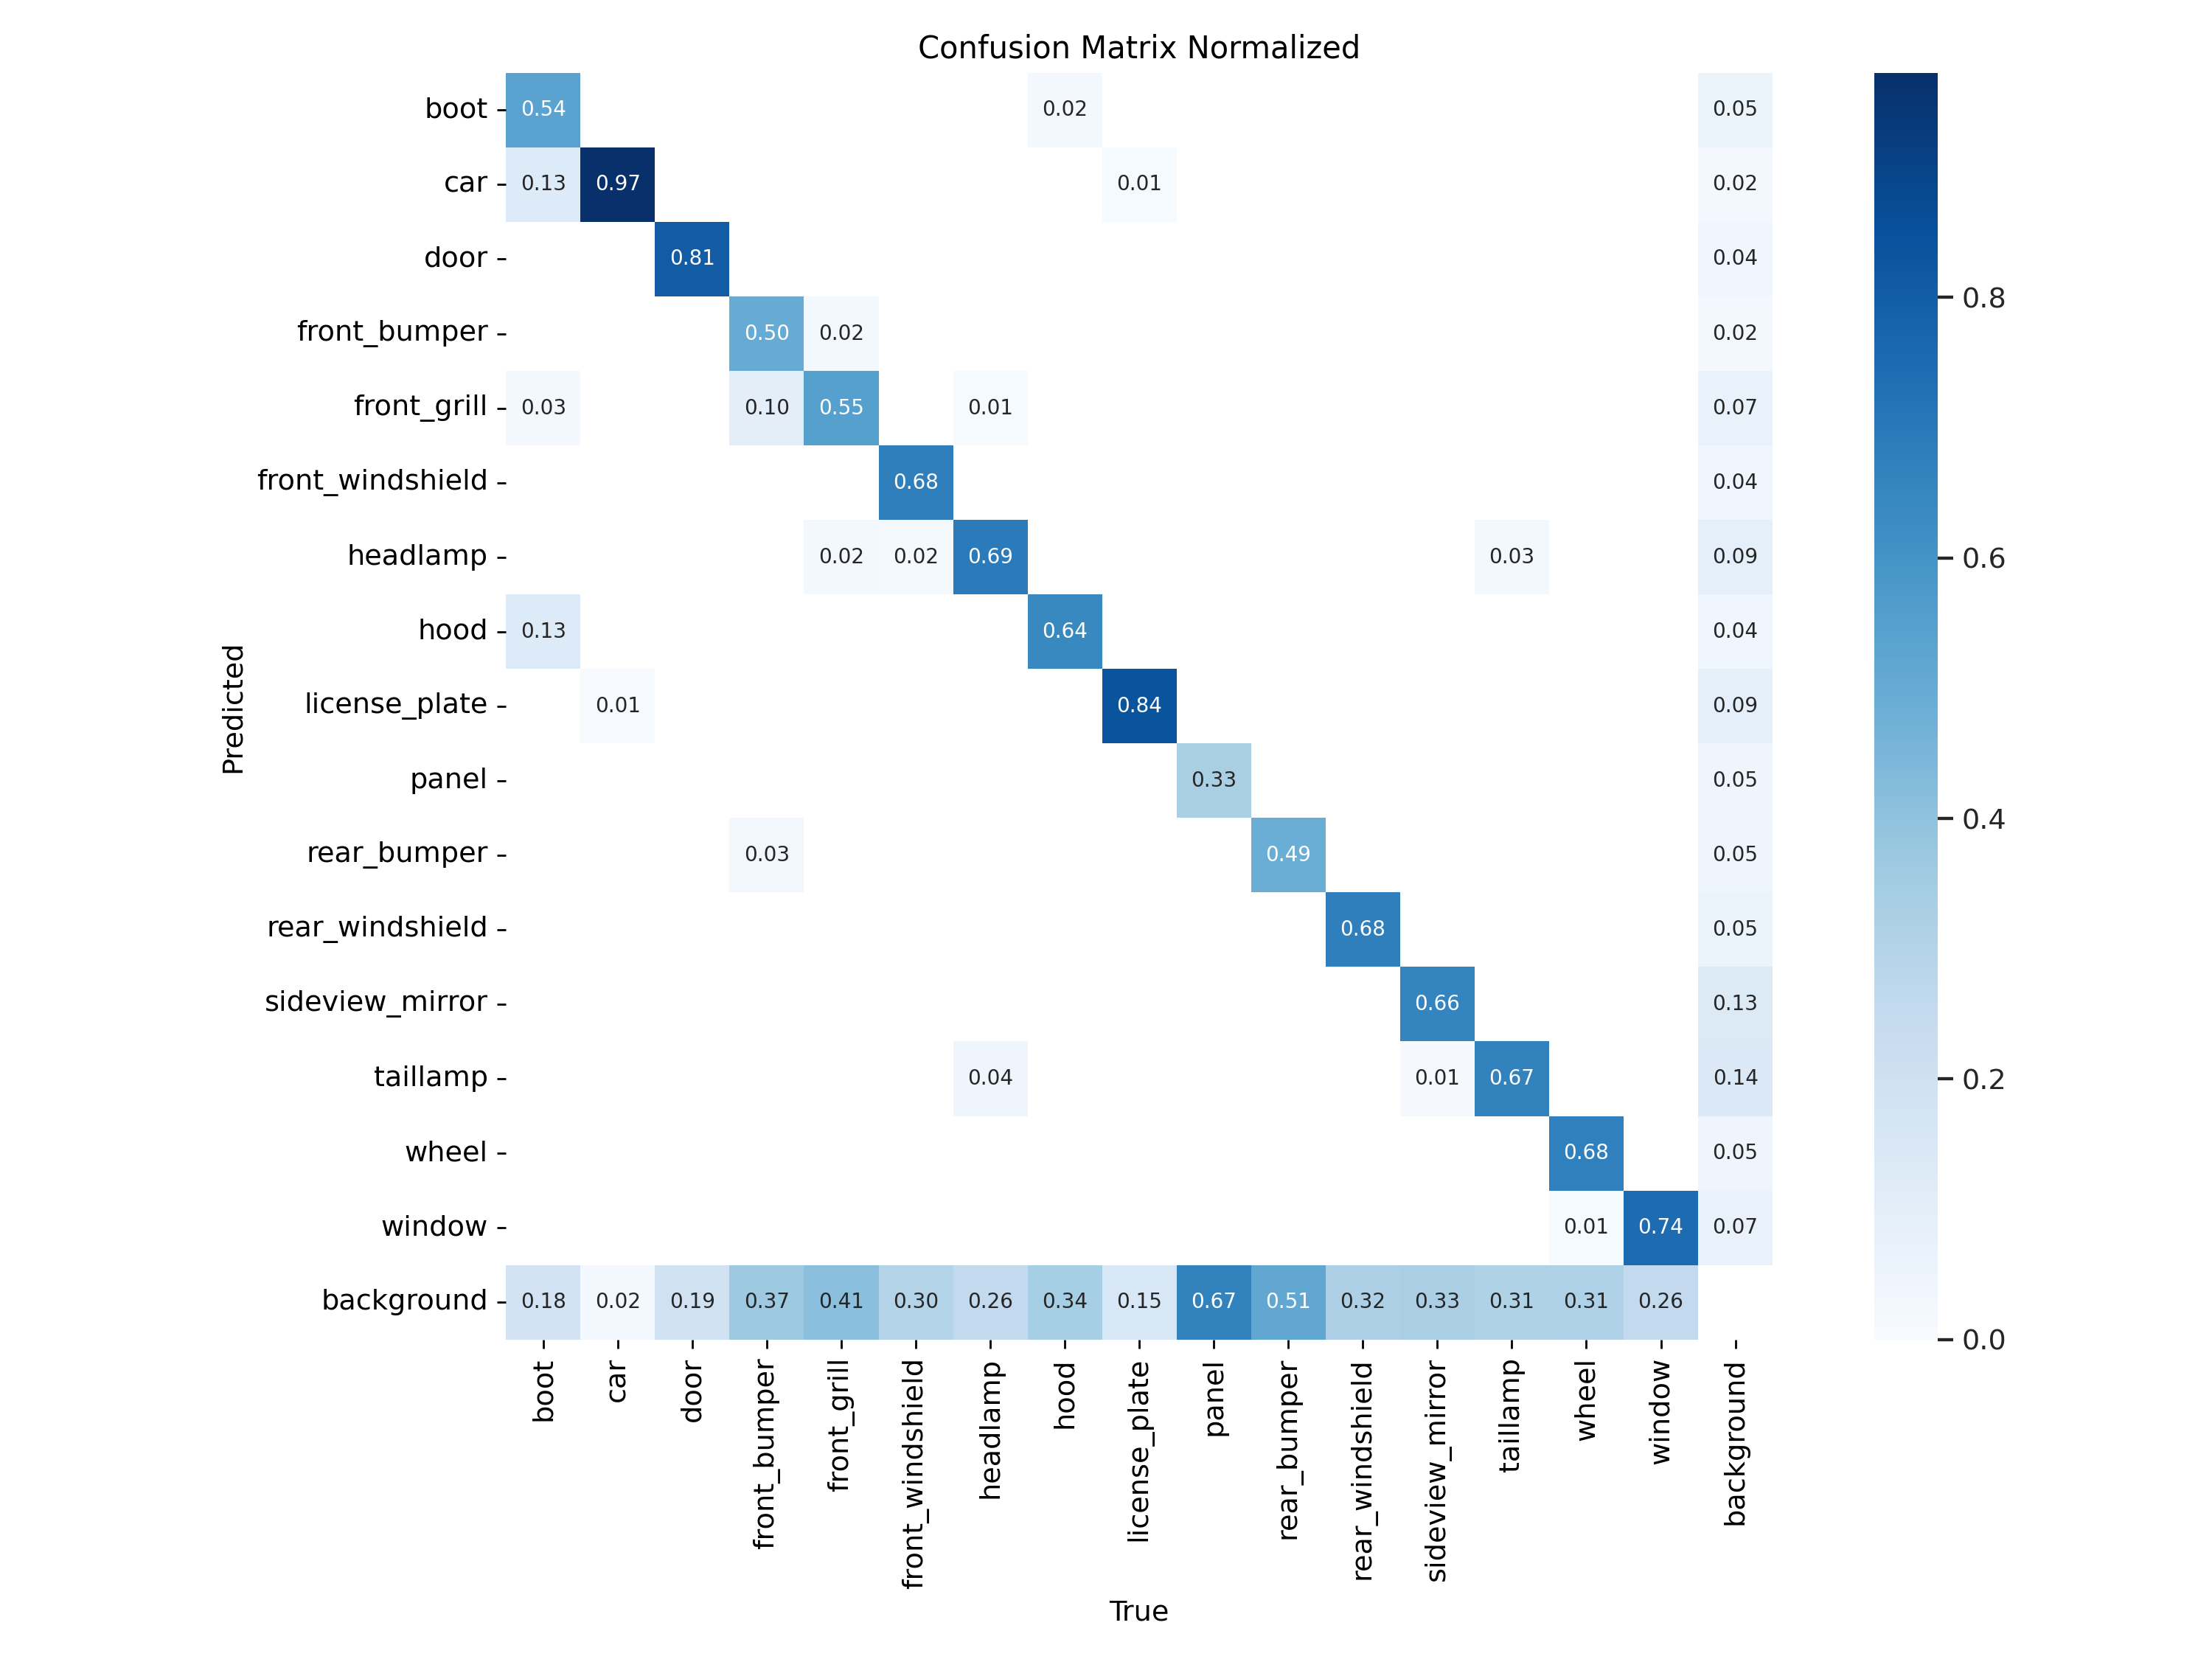 Confusion Matrix Normalized
boot 0.54 0.02 0.05
car 0.13 0.97 0.01 0.02
door 0.81 0.04
front_bumper 0.50 0.02 0.02
front_grill 0.03 0.10 0.55 0.01 0.07
front_windshield 0.68 0.04
headlamp 0.02 0.02 0.69 0.03 0.09
hood 0.13 0.64 0.04
license_plate 0.01 0.84 0.09
panel 0.33 0.05
rear_bumper 0.03 0.49 0.05
rear_windshield 0.68 0.05
sideview_mirror 0.66 0.13
taillamp 0.04 0.01 0.67 0.14
wheel 0.68 0.05
window 0.01 0.74 0.07
background 0.18 0.02 0.19 0.37 0.41 0.30 0.26 0.34 0.15 0.67 0.51 0.32 0.33 0.31 0.31 0.26
Predicted
boot
car
door
front_bumper
front_grill
front_windshield
headlamp
hood
license_plate
panel
rear_bumper
rear_windshield
sideview_mirror
taillamp
wheel
window
background
True
0.8
0.6
0.4
0.2
0.0